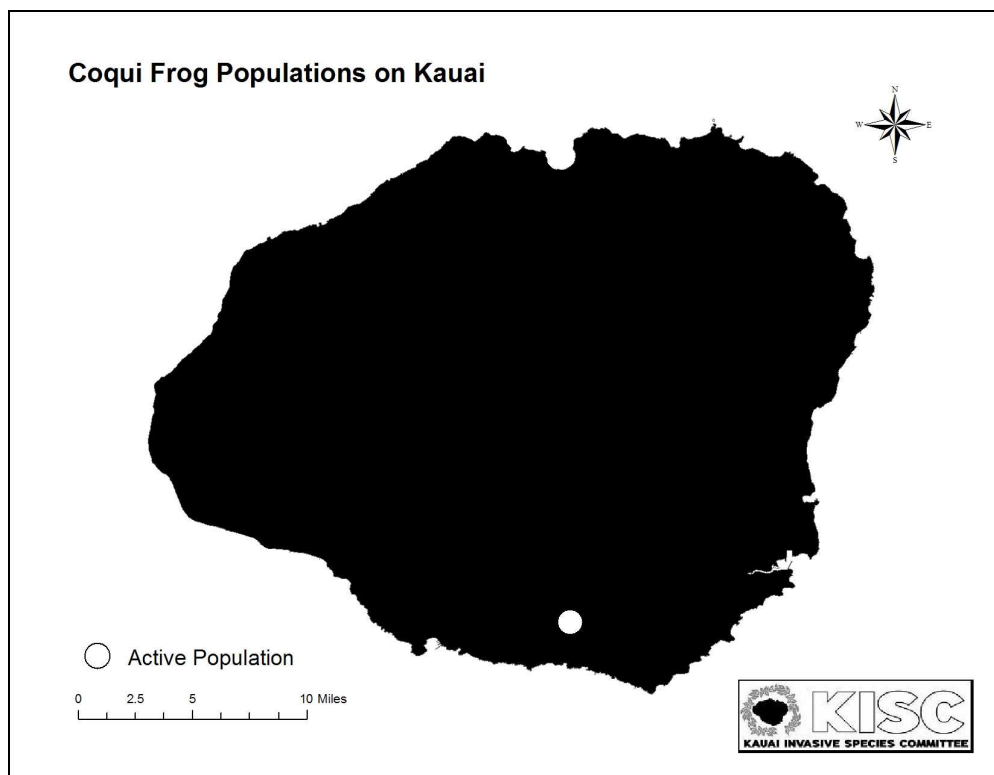 Coqui Frog Populations on Kauai
N
W E
S
Active Population
0 2.5 5 10 Miles
KISC
KAUAI INVASIVE SPECIES COMMITTEE